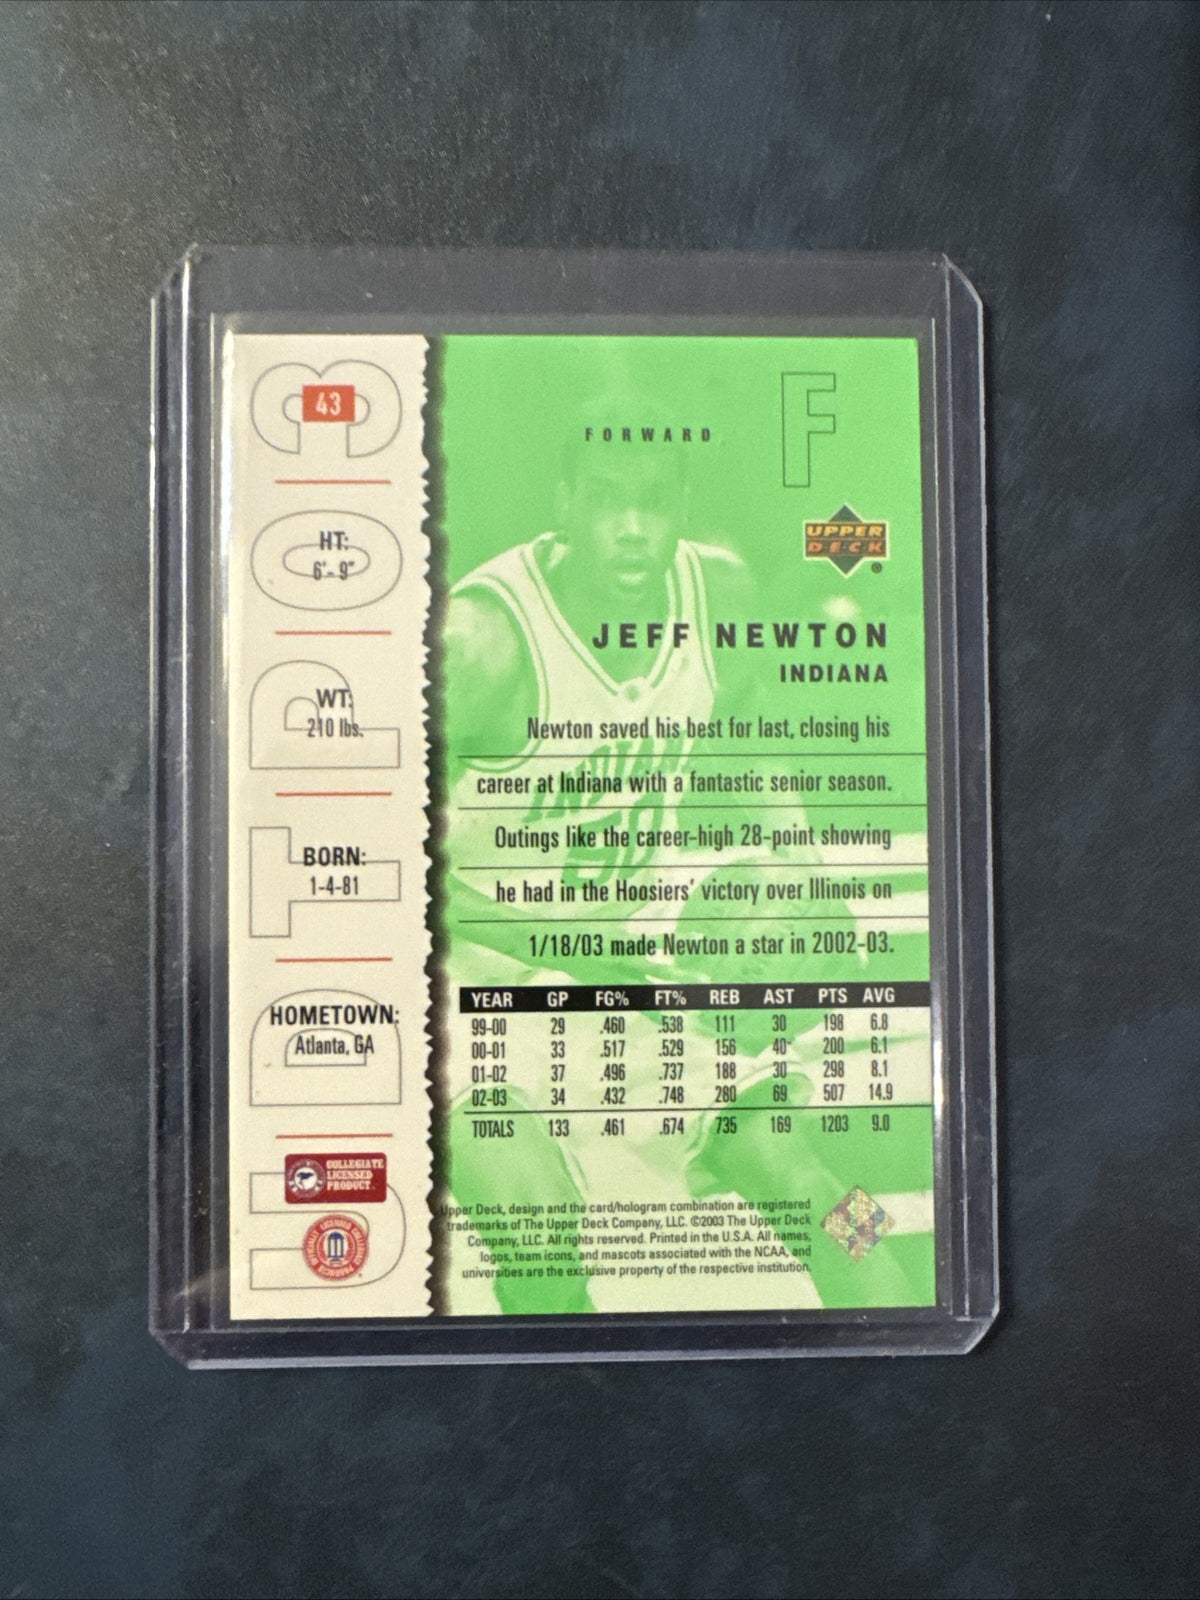 43
HT:
6'- 9"
WT:
210 lbs.
BORN:
1-4-81
HOMETOWN:
Atlanta, GA
COLLEGIATE
LICENSED
PRODUCT
UD TOP 03
FORWARD
F
UPPER
DECK
®
JEFF NEWTON
INDIANA
Newton saved his best for last, closing his
career at Indiana with a fantastic senior season.
Outings like the career-high 28-point showing
he had in the Hoosiers' victory over Illinois on
1/18/03 made Newton a star in 2002-03.
INDIANA
50
YEAR GP FG% FT% REB AST PTS AVG
99-00 29 .460 .538 111 30 198 6.8
00-01 33 .517 .529 156 40 200 6.1
01-02 37 .496 .737 188 30 298 8.1
02-03 34 .432 .748 280 69 507 14.9
TOTALS 133 .461 .674 735 169 1203 9.0
Upper Deck, design and the card/hologram combination are registered
trademarks of The Upper Deck Company, LLC. ©2003 The Upper Deck
Company, LLC. All rights reserved. Printed in the U.S.A. All names,
logos, team icons, and mascots associated with the NCAA, and
universities are the exclusive property of the respective institution.